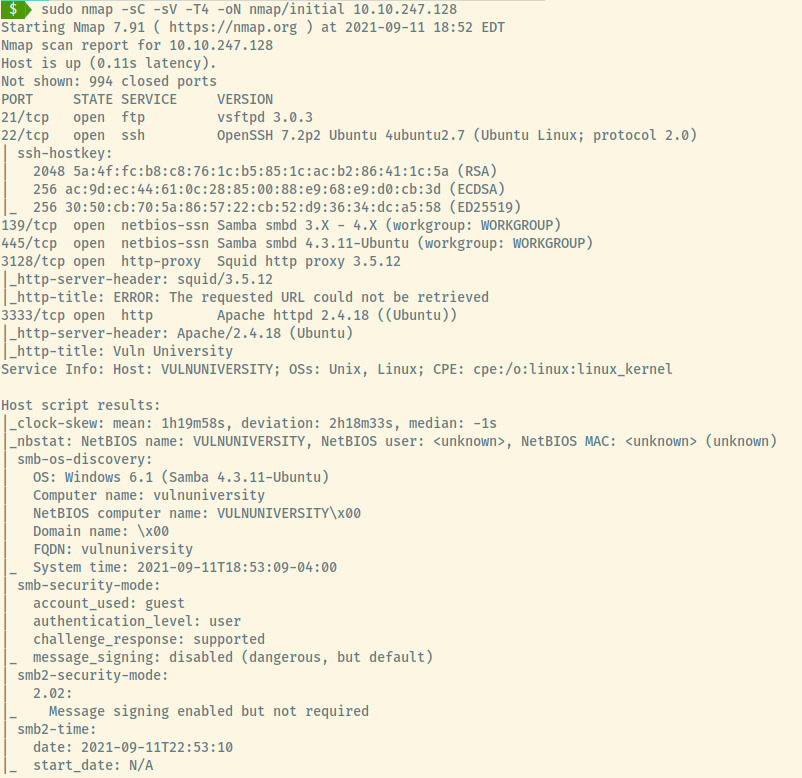 $ sudo nmap -sC -sV -T4 -oN nmap/initial 10.10.247.128
Starting Nmap 7.91 ( https://nmap.org ) at 2021-09-11 18:52 EDT
Nmap scan report for 10.10.247.128
Host is up (0.11s latency).
Not shown: 994 closed ports
PORT     STATE SERVICE     VERSION
21/tcp   open  ftp         vsftpd 3.0.3
22/tcp   open  ssh         OpenSSH 7.2p2 Ubuntu 4ubuntu2.7 (Ubuntu Linux; protocol 2.0)
| ssh-hostkey:
|   2048 5a:4f:fc:b8:c8:76:1c:b5:85:1c:ac:b2:86:41:1c:5a (RSA)
|   256 ac:9d:ec:44:61:0c:28:85:00:88:e9:68:e9:d0:cb:3d (ECDSA)
|_  256 30:50:cb:70:5a:86:57:22:cb:52:d9:36:34:dc:a5:58 (ED25519)
139/tcp  open  netbios-ssn Samba smbd 3.X - 4.X (workgroup: WORKGROUP)
445/tcp  open  netbios-ssn Samba smbd 4.3.11-Ubuntu (workgroup: WORKGROUP)
3128/tcp open  http-proxy  Squid http proxy 3.5.12
|_http-server-header: squid/3.5.12
|_http-title: ERROR: The requested URL could not be retrieved
3333/tcp open  http        Apache httpd 2.4.18 ((Ubuntu))
|_http-server-header: Apache/2.4.18 (Ubuntu)
|_http-title: Vuln University
Service Info: Host: VULNUNIVERSITY; OSs: Unix, Linux; CPE: cpe:/o:linux:linux_kernel

Host script results:
|_clock-skew: mean: 1h19m58s, deviation: 2h18m33s, median: -1s
|_nbstat: NetBIOS name: VULNUNIVERSITY, NetBIOS user: <unknown>, NetBIOS MAC: <unknown> (unknown)
| smb-os-discovery:
|   OS: Windows 6.1 (Samba 4.3.11-Ubuntu)
|   Computer name: vulnuniversity
|   NetBIOS computer name: VULNUNIVERSITY\x00
|   Domain name: \x00
|   FQDN: vulnuniversity
|_  System time: 2021-09-11T18:53:09-04:00
| smb-security-mode:
|   account_used: guest
|   authentication_level: user
|   challenge_response: supported
|_  message_signing: disabled (dangerous, but default)
| smb2-security-mode:
|   2.02:
|_    Message signing enabled but not required
| smb2-time:
|   date: 2021-09-11T22:53:10
|_  start_date: N/A